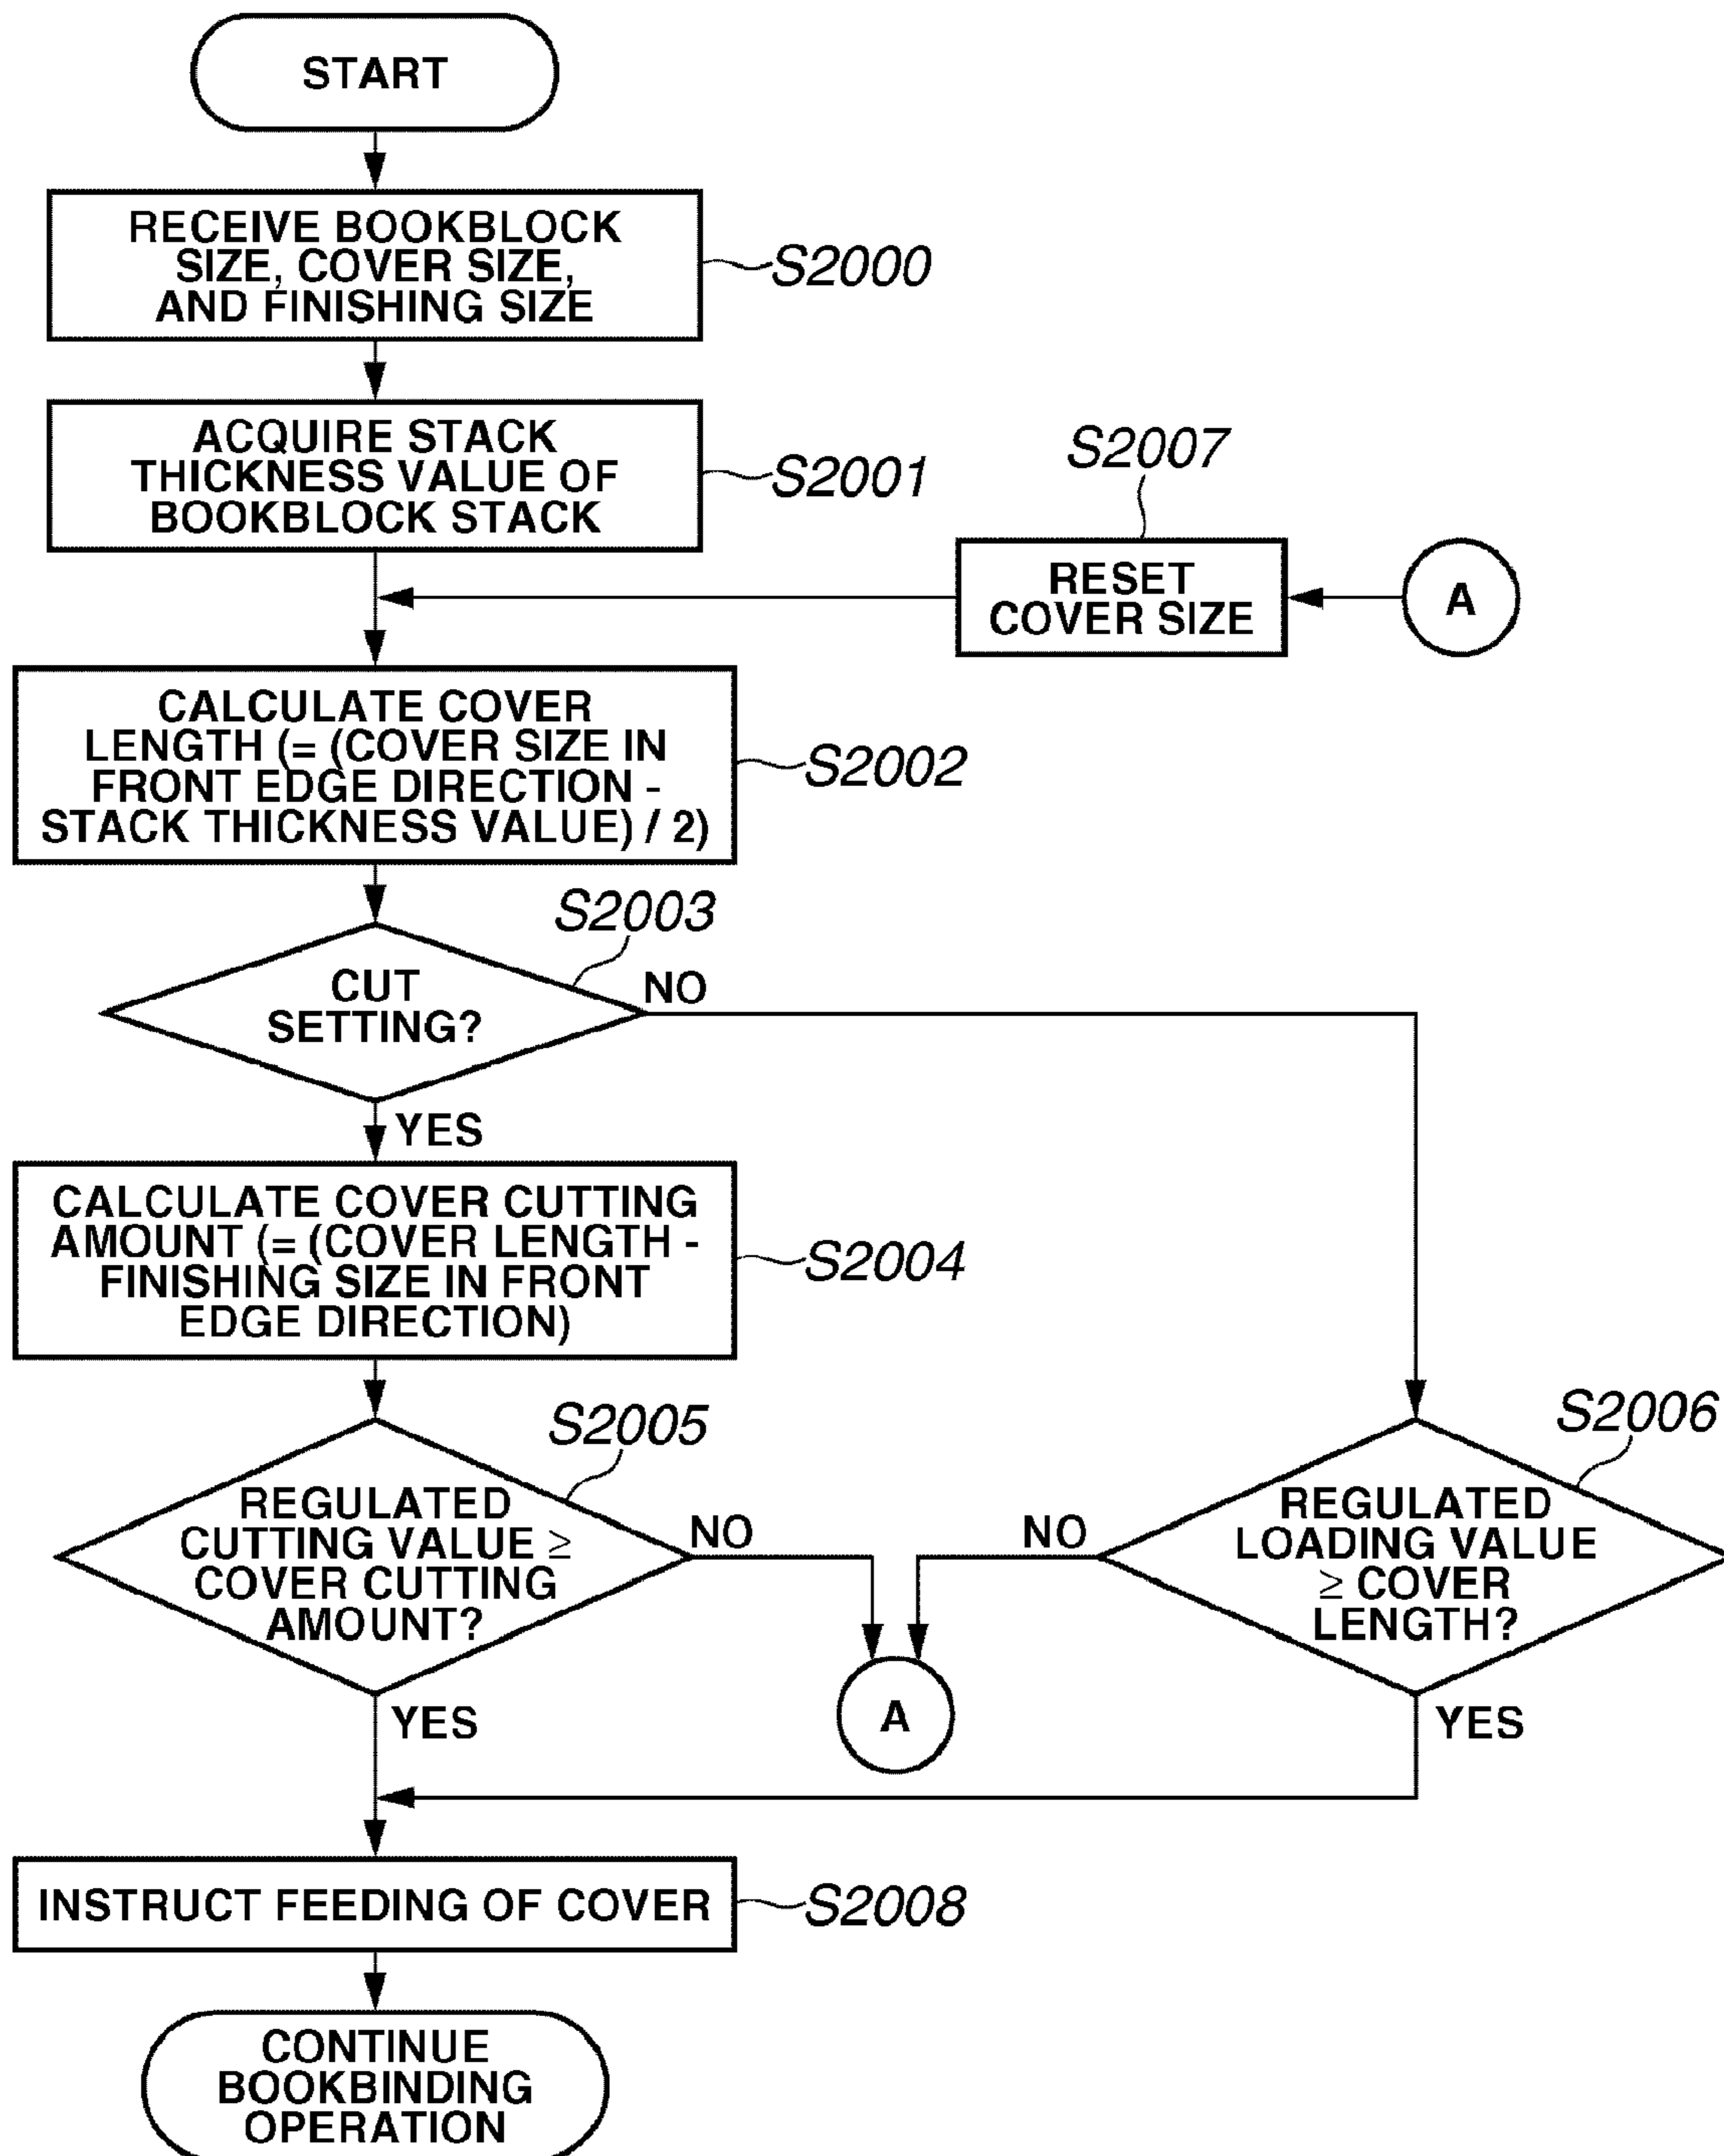 START
RECEIVE BOOKBLOCK
SIZE, COVER SIZE,
AND FINISHING SIZE
S2000
ACQUIRE STACK
THICKNESS VALUE OF
BOOKBLOCK STACK
S2001
S2007
RESET
COVER SIZE
A
CALCULATE COVER
LENGTH (= (COVER SIZE IN
FRONT EDGE DIRECTION -
STACK THICKNESS VALUE) / 2)
S2002
S2003
CUT
SETTING?
NO
YES
CALCULATE COVER CUTTING
AMOUNT (= (COVER LENGTH -
FINISHING SIZE IN FRONT
EDGE DIRECTION)
S2004
S2005
REGULATED
CUTTING VALUE ≥
COVER CUTTING
AMOUNT?
NO
YES
S2006
REGULATED
LOADING VALUE
≥ COVER
LENGTH?
NO
YES
A
INSTRUCT FEEDING OF COVER
S2008
CONTINUE
BOOKBINDING
OPERATION